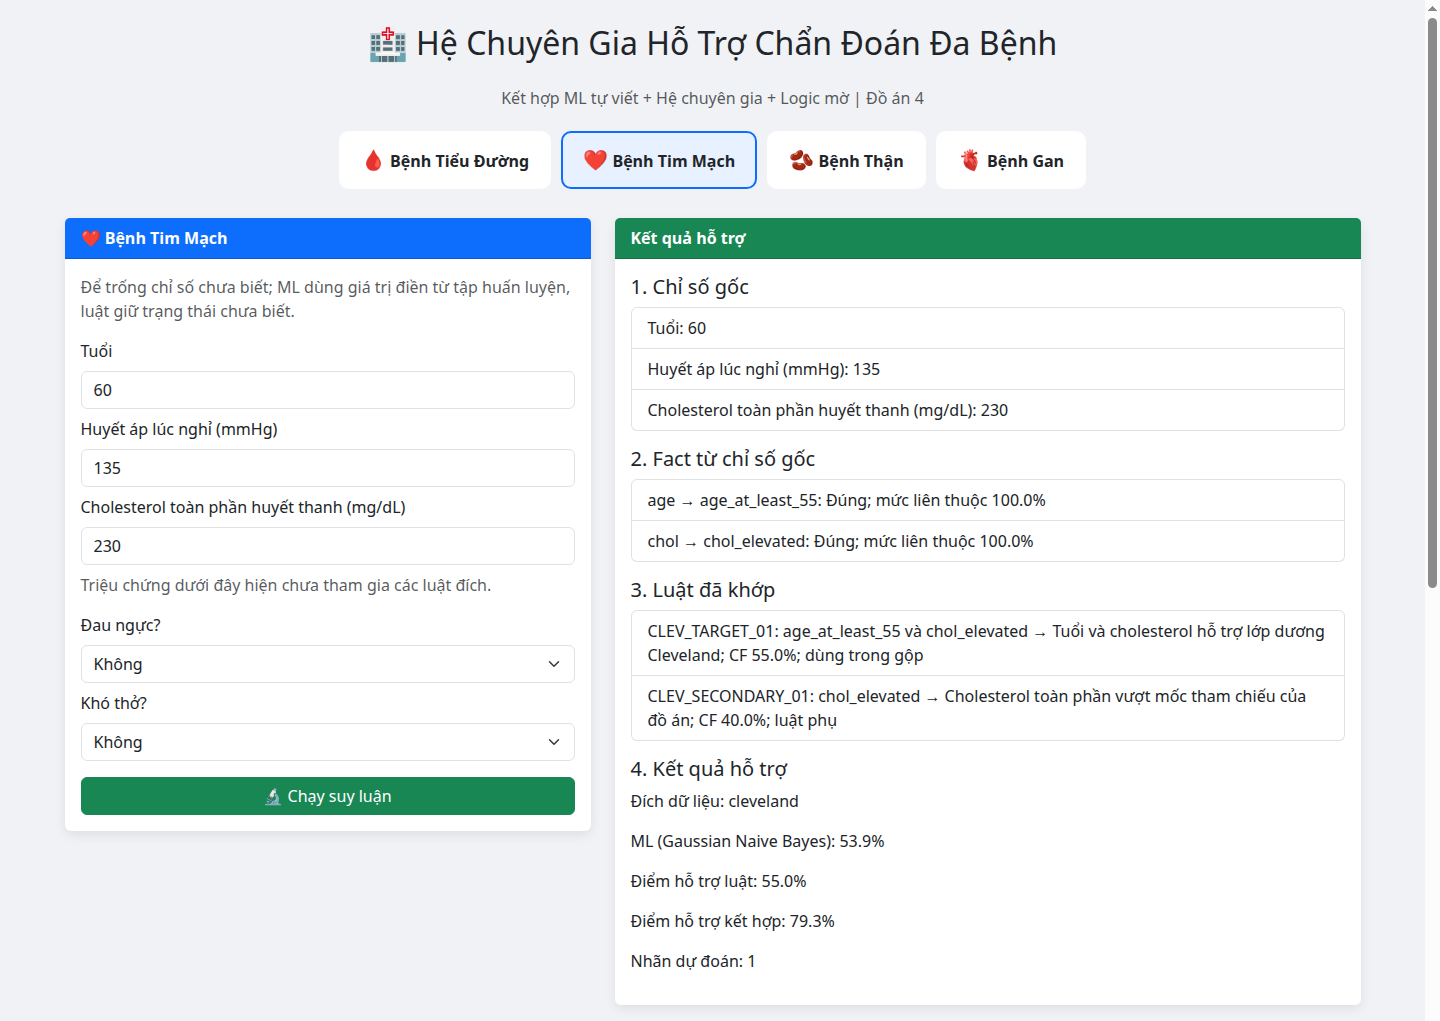 Hệ Chuyên Gia Hỗ Trợ Chẩn Đoán Đa Bệnh
Kết hợp ML tự viết + Hệ chuyên gia + Logic mờ | Đồ án 4
Bệnh Tiểu Đường
Bệnh Tim Mạch
Bệnh Thận
Bệnh Gan
Bệnh Tim Mạch
Để trống chỉ số chưa biết; ML dùng giá trị điền từ tập huấn luyện,
luật giữ trạng thái chưa biết.
Tuổi
60
Huyết áp lúc nghỉ (mmHg)
135
Cholesterol toàn phần huyết thanh (mg/dL)
230
Triệu chứng dưới đây hiện chưa tham gia các luật đích.
Đau ngực?
Không
Khó thở?
Không
Chạy suy luận
Kết quả hỗ trợ
1. Chỉ số gốc
Tuổi: 60
Huyết áp lúc nghỉ (mmHg): 135
Cholesterol toàn phần huyết thanh (mg/dL): 230
2. Fact từ chỉ số gốc
age → age_at_least_55: Đúng; mức liên thuộc 100.0%
chol → chol_elevated: Đúng; mức liên thuộc 100.0%
3. Luật đã khớp
CLEV_TARGET_01: age_at_least_55 và chol_elevated → Tuổi và cholesterol hỗ trợ lớp dương
Cleveland; CF 55.0%; dùng trong gộp
CLEV_SECONDARY_01: chol_elevated → Cholesterol toàn phần vượt mốc tham chiếu của
đồ án; CF 40.0%; luật phụ
4. Kết quả hỗ trợ
Đích dữ liệu: cleveland
ML (Gaussian Naive Bayes): 53.9%
Điểm hỗ trợ luật: 55.0%
Điểm hỗ trợ kết hợp: 79.3%
Nhãn dự đoán: 1